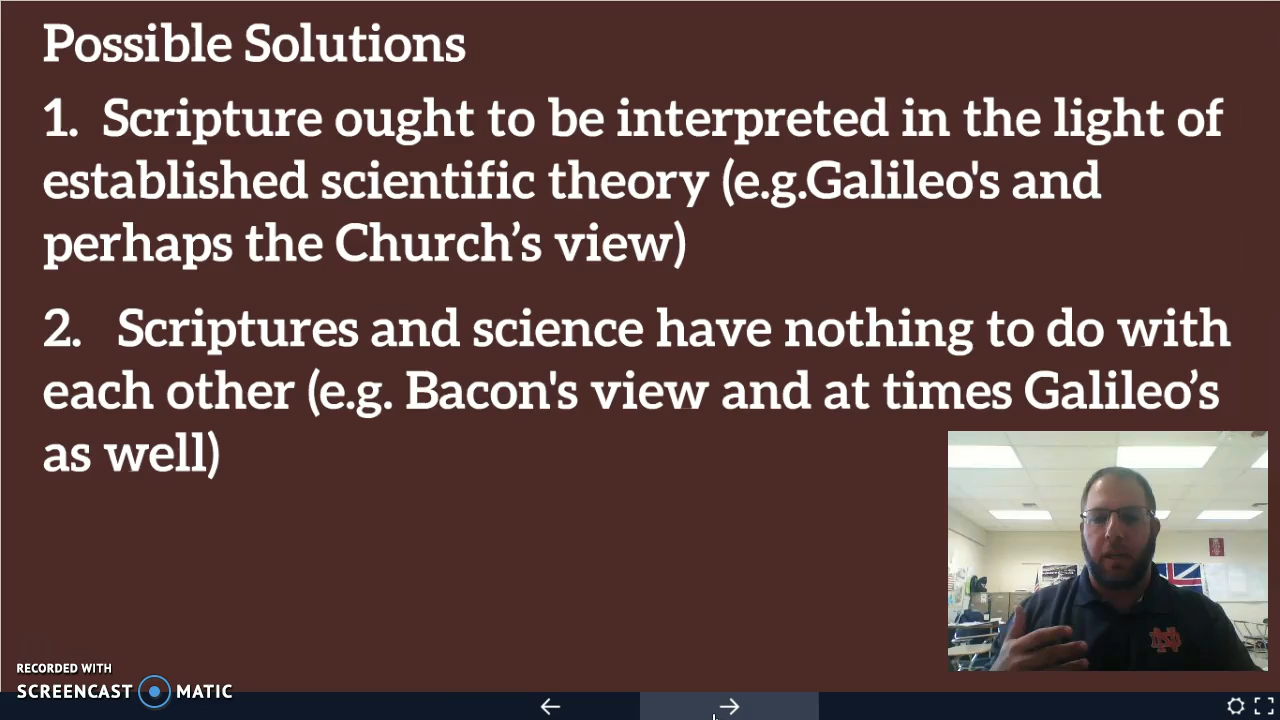 Possible Solutions
1. Scripture ought to be interpreted in the light of
established scientific theory (e.g.Galileo's and
perhaps the Church’s view)
2. Scriptures and science have nothing to do with
each other (e.g. Bacon's view and at times Galileo’s
as well)
RECORDED WITH
SCREENCAST MATIC